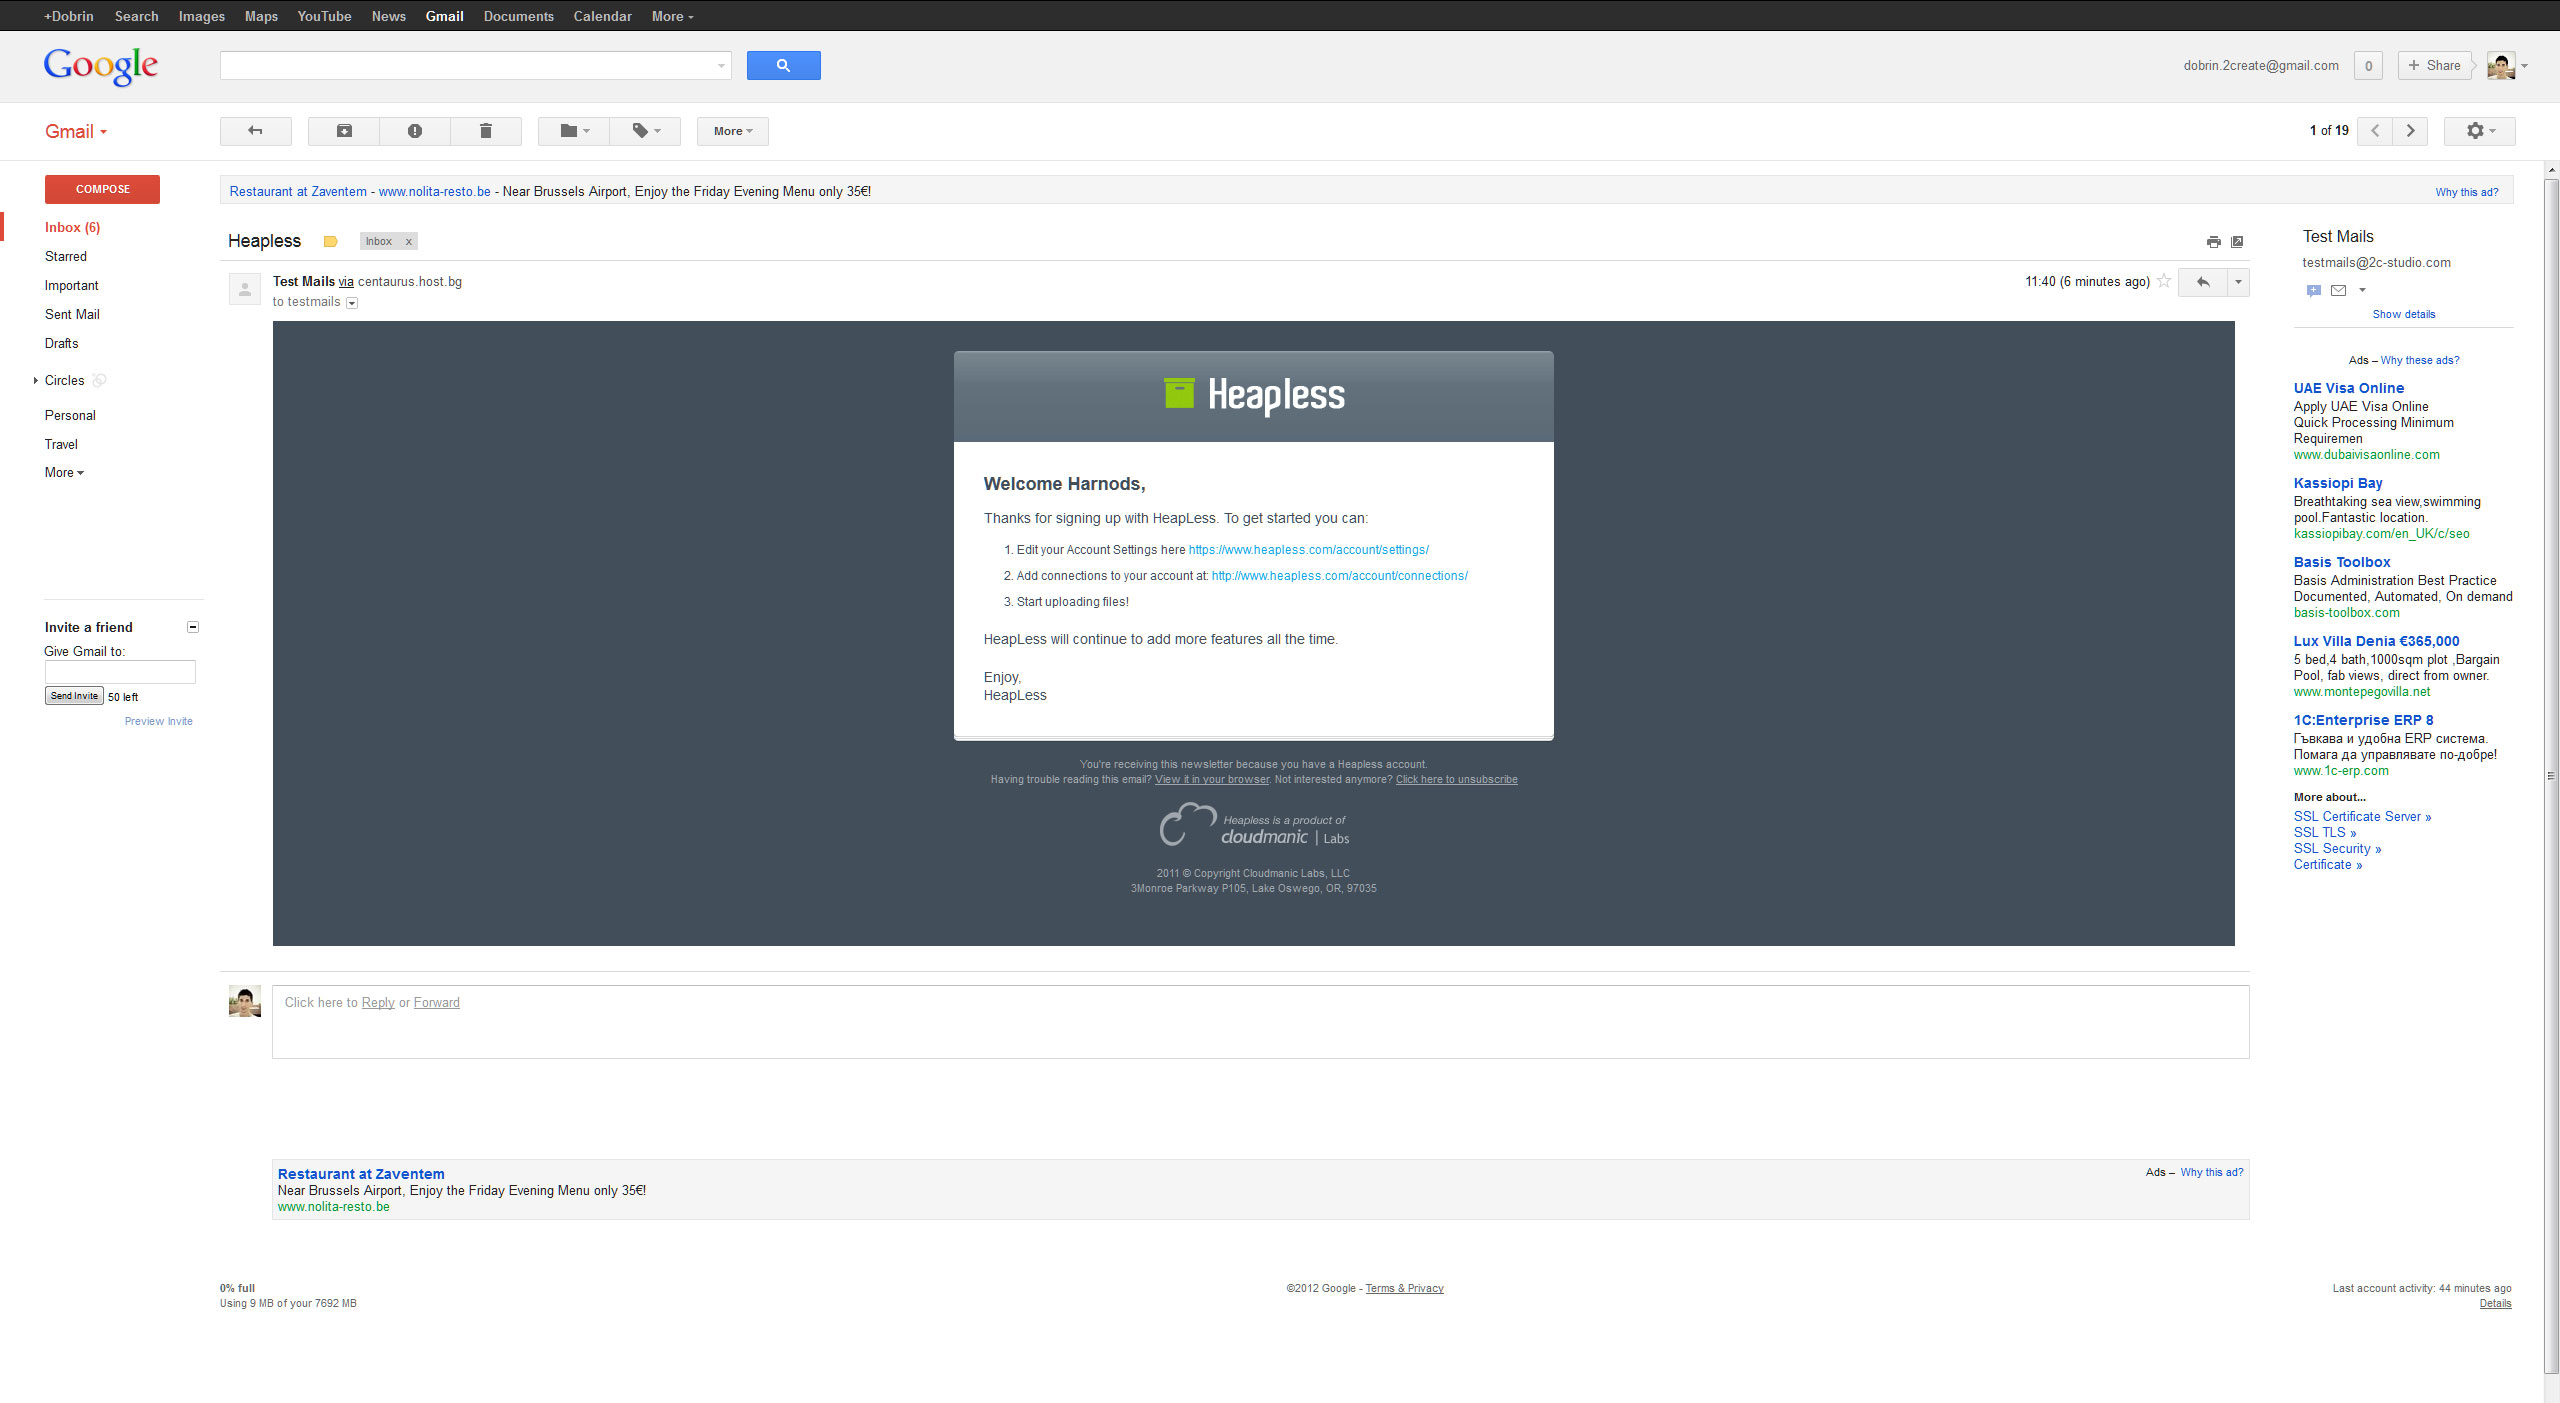 +Dobrin Search Images Maps YouTube News Gmail Documents Calendar More
Google
dobrin.2create@gmail.com 0 + Share
Gmail
More
1 of 19
COMPOSE
Inbox (6)
Starred
Important
Sent Mail
Drafts
Circles
Personal
Travel
More
Invite a friend
Give Gmail to:
Send Invite 50 left
Preview Invite
Restaurant at Zaventem - www.nolita-resto.be - Near Brussels Airport, Enjoy the Friday Evening Menu only 35€! Why this ad?
Heapless Inbox x
Test Mails via centaurus.host.bg 11:40 (6 minutes ago)
to testmails
Heapless
Welcome Harnods,
Thanks for signing up with HeapLess. To get started you can:
1. Edit your Account Settings here https://www.heapless.com/account/settings/
2. Add connections to your account at: http://www.heapless.com/account/connections/
3. Start uploading files!
HeapLess will continue to add more features all the time.
Enjoy,
HeapLess
You're receiving this newsletter because you have a Heapless account.
Having trouble reading this email? View it in your browser. Not interested anymore? Click here to unsubscribe
Heapless is a product of
cloudmanic | Labs
2011 © Copyright Cloudmanic Labs, LLC
3Monroe Parkway P105, Lake Oswego, OR, 97035
Click here to Reply or Forward
Restaurant at Zaventem Ads – Why this ad?
Near Brussels Airport, Enjoy the Friday Evening Menu only 35€!
www.nolita-resto.be
Test Mails
testmails@2c-studio.com
Show details
Ads – Why these ads?
UAE Visa Online
Apply UAE Visa Online
Quick Processing Minimum
Requiremen
www.dubaivisaonline.com
Kassiopi Bay
Breathtaking sea view,swimming
pool.Fantastic location.
kassiopibay.com/en_UK/c/seo
Basis Toolbox
Basis Administration Best Practice
Documented, Automated, On demand
basis-toolbox.com
Lux Villa Denia €365,000
5 bed,4 bath,1000sqm plot ,Bargain
Pool, fab views, direct from owner.
www.montepegovilla.net
1C:Enterprise ERP 8
Гъвкава и удобна ERP система.
Помага да управлявате по-добре!
www.1c-erp.com
More about...
SSL Certificate Server »
SSL TLS »
SSL Security »
Certificate »
0% full
Using 9 MB of your 7692 MB
©2012 Google - Terms & Privacy
Last account activity: 44 minutes ago
Details